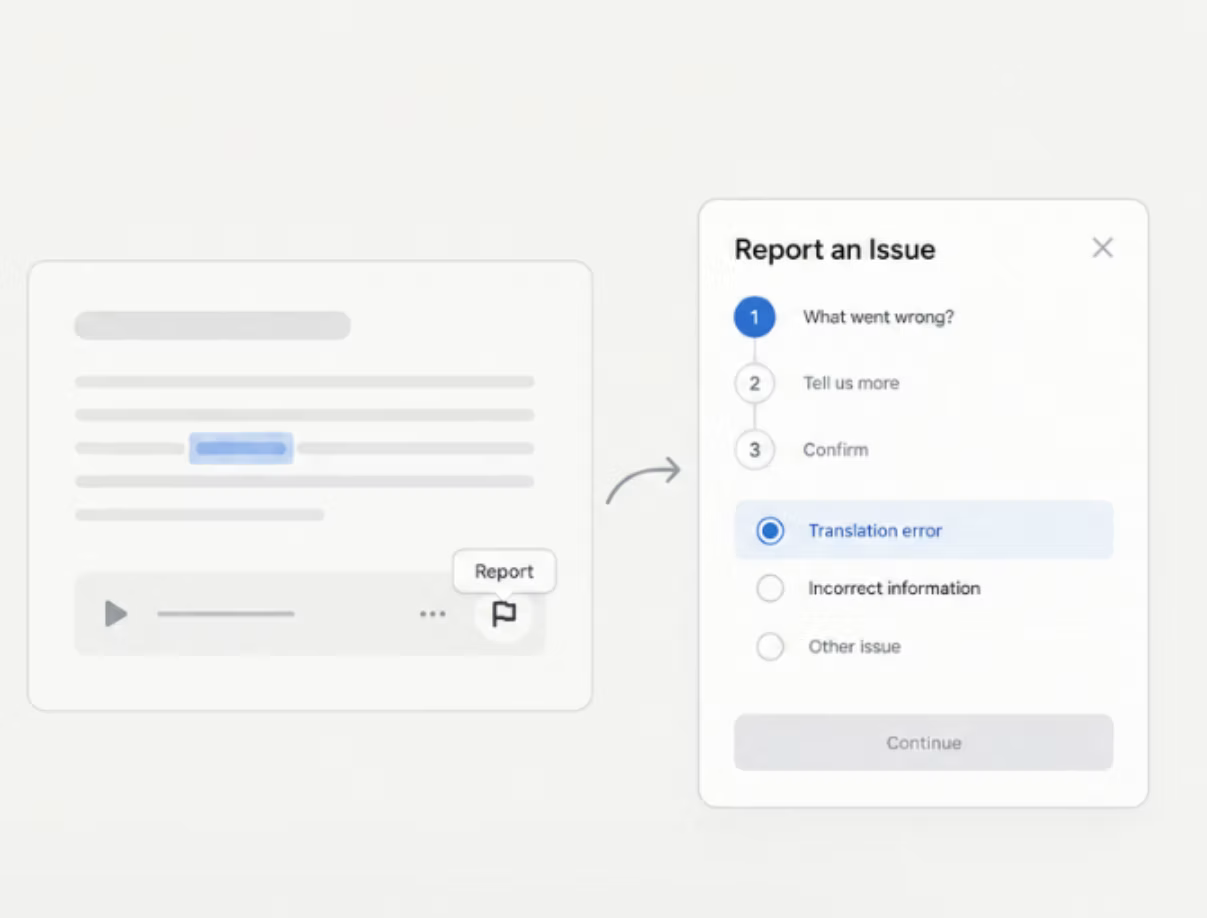 Report
Report an Issue
1 What went wrong?
2 Tell us more
3 Confirm
Translation error
Incorrect information
Other issue
Continue